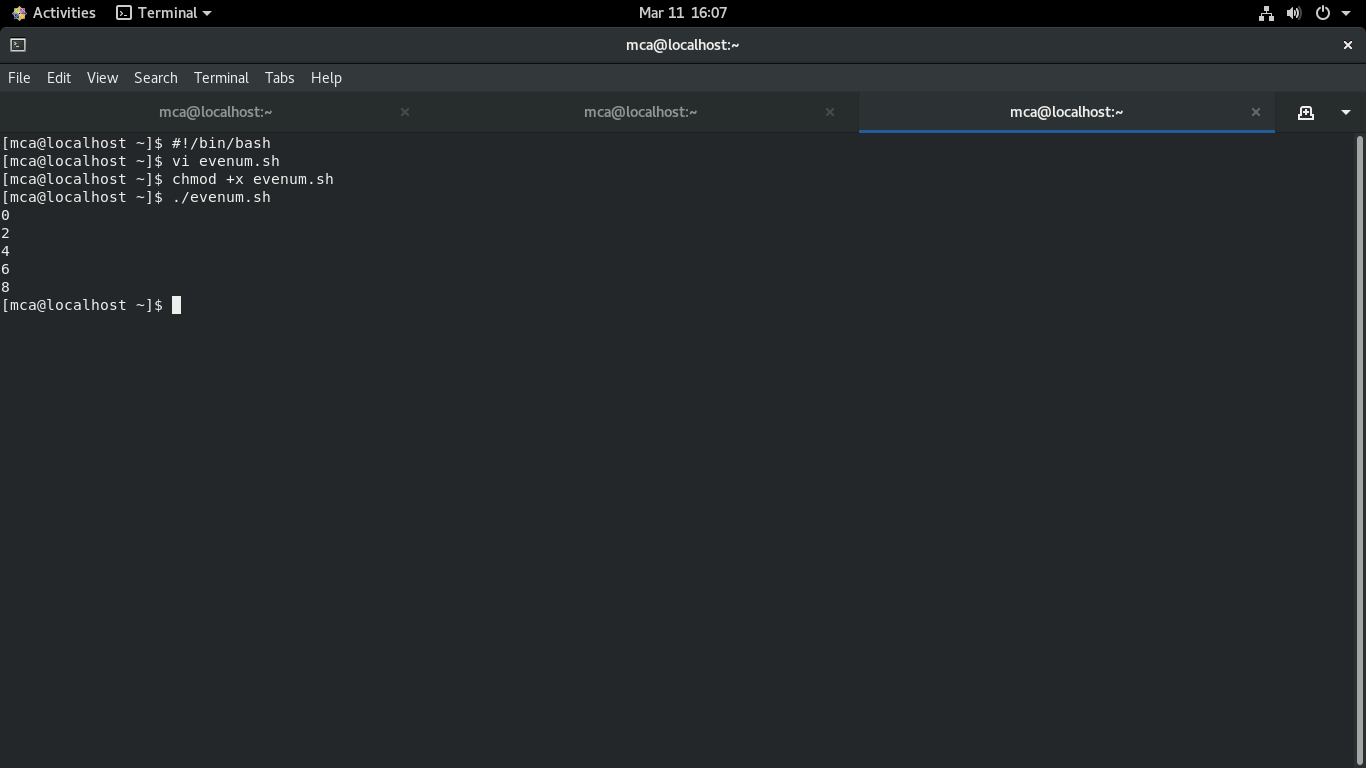 Activities Terminal Mar 11 16:07
mca@localhost:~
File Edit View Search Terminal Tabs Help
mca@localhost:~ mca@localhost:~ mca@localhost:~
[mca@localhost ~]$ #!/bin/bash
[mca@localhost ~]$ vi evenum.sh
[mca@localhost ~]$ chmod +x evenum.sh
[mca@localhost ~]$ ./evenum.sh
0
2
4
6
8
[mca@localhost ~]$